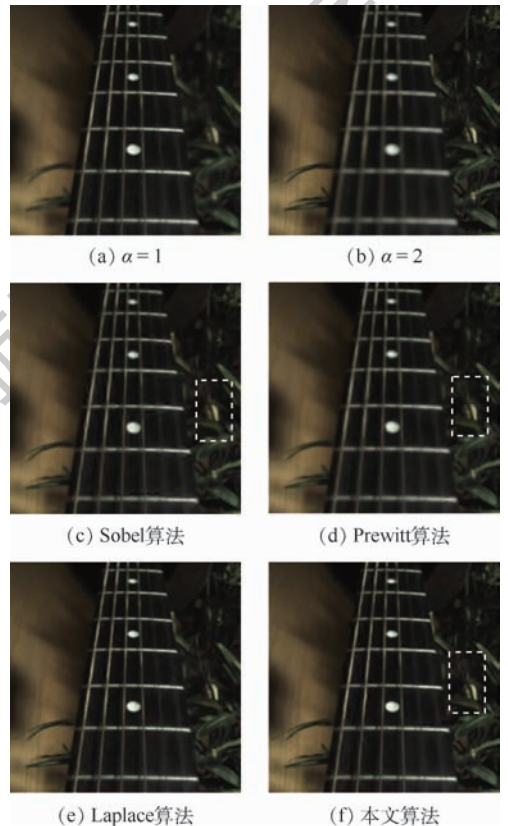 (a) α = 1
(b) α = 2
(c) Sobel算法
(d) Prewitt算法
(e) Laplace算法
(f) 本文算法